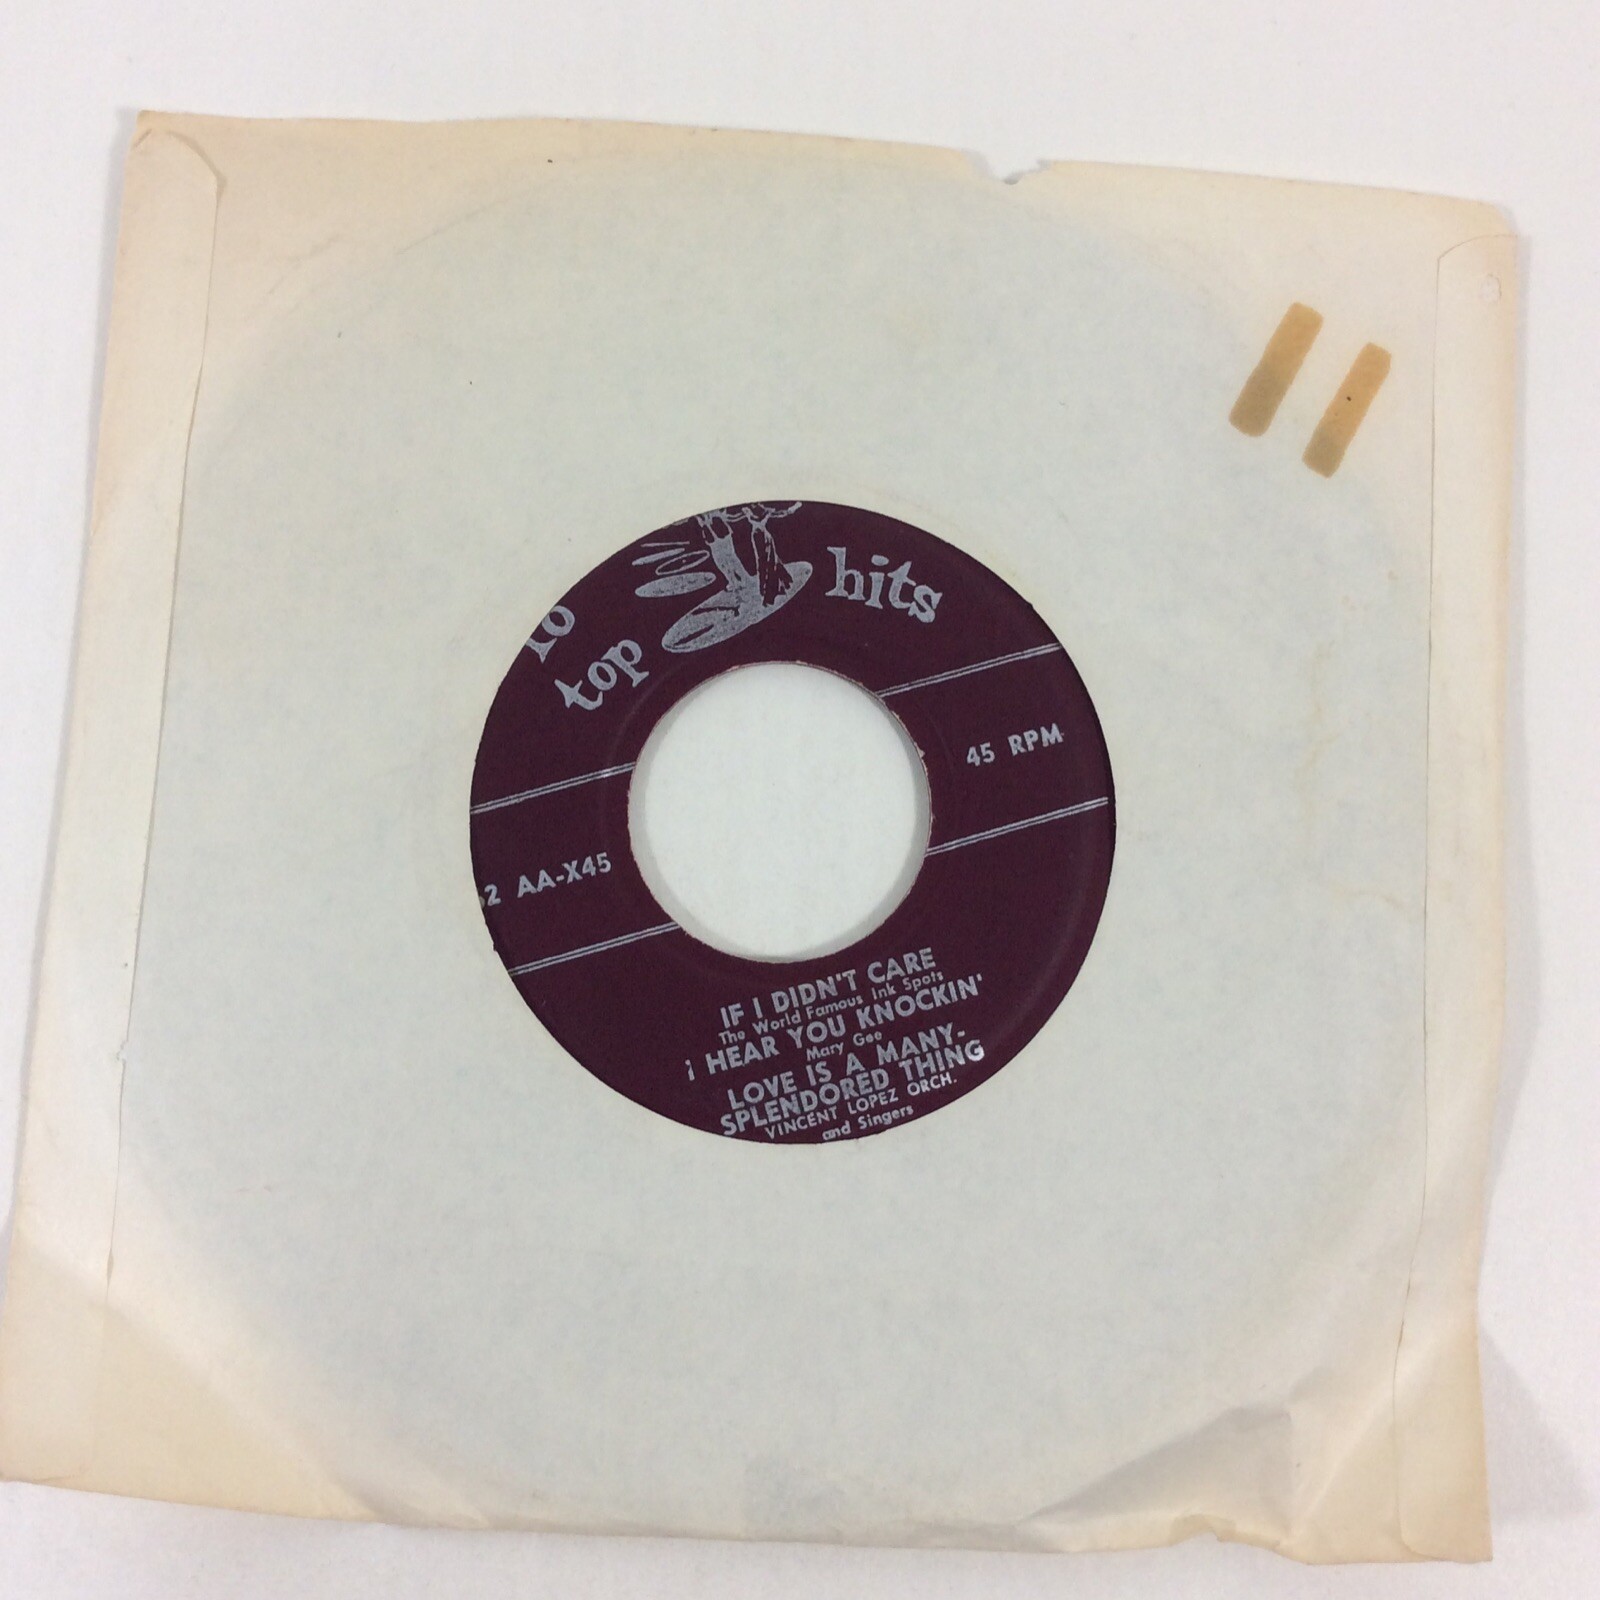 top hits
45 RPM
AA-X45
IF I DIDN'T CARE
The World Famous Ink Spots
I HEAR YOU KNOCKIN'
Mary Gee
LOVE IS A MANY-
SPLENDORED THING
VINCENT LOPEZ ORCH.
and Singers